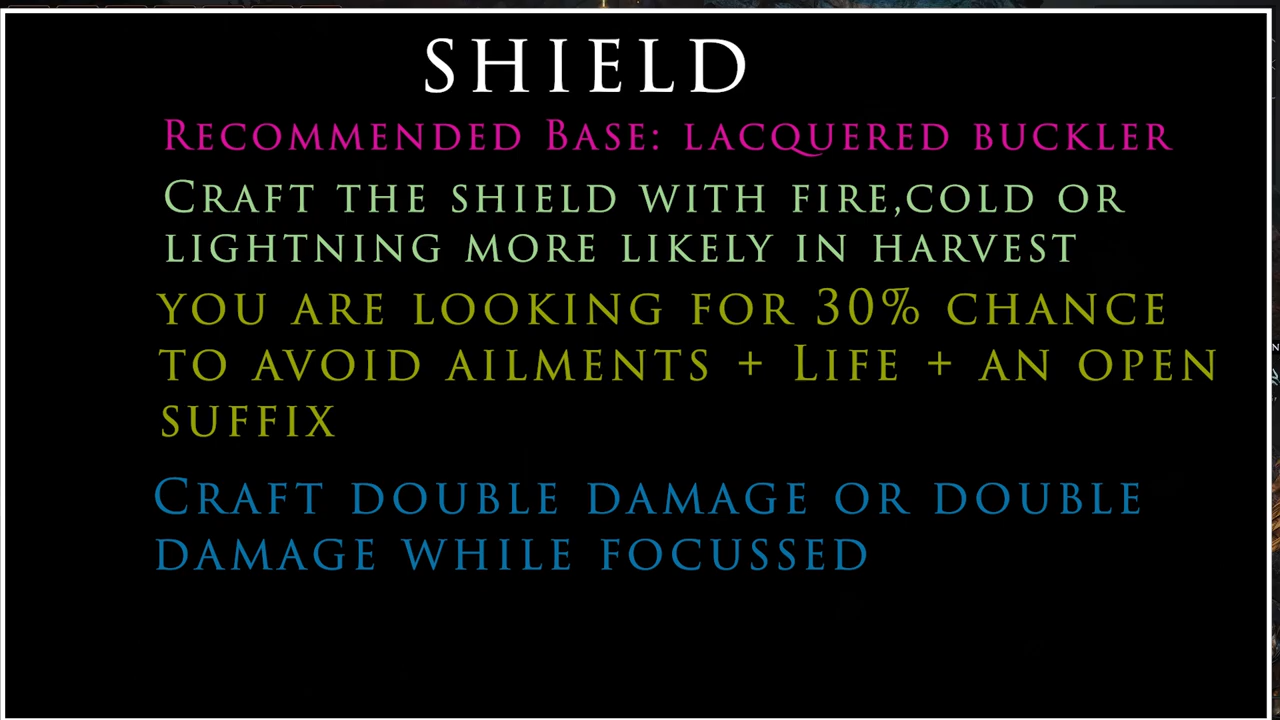 SHIELD
RECOMMENDED BASE: LACQUERED BUCKLER
CRAFT THE SHIELD WITH FIRE,COLD OR
LIGHTNING MORE LIKELY IN HARVEST
YOU ARE LOOKING FOR 30% CHANCE
TO AVOID AILMENTS + LIFE + AN OPEN
SUFFIX
CRAFT DOUBLE DAMAGE OR DOUBLE
DAMAGE WHILE FOCUSSED